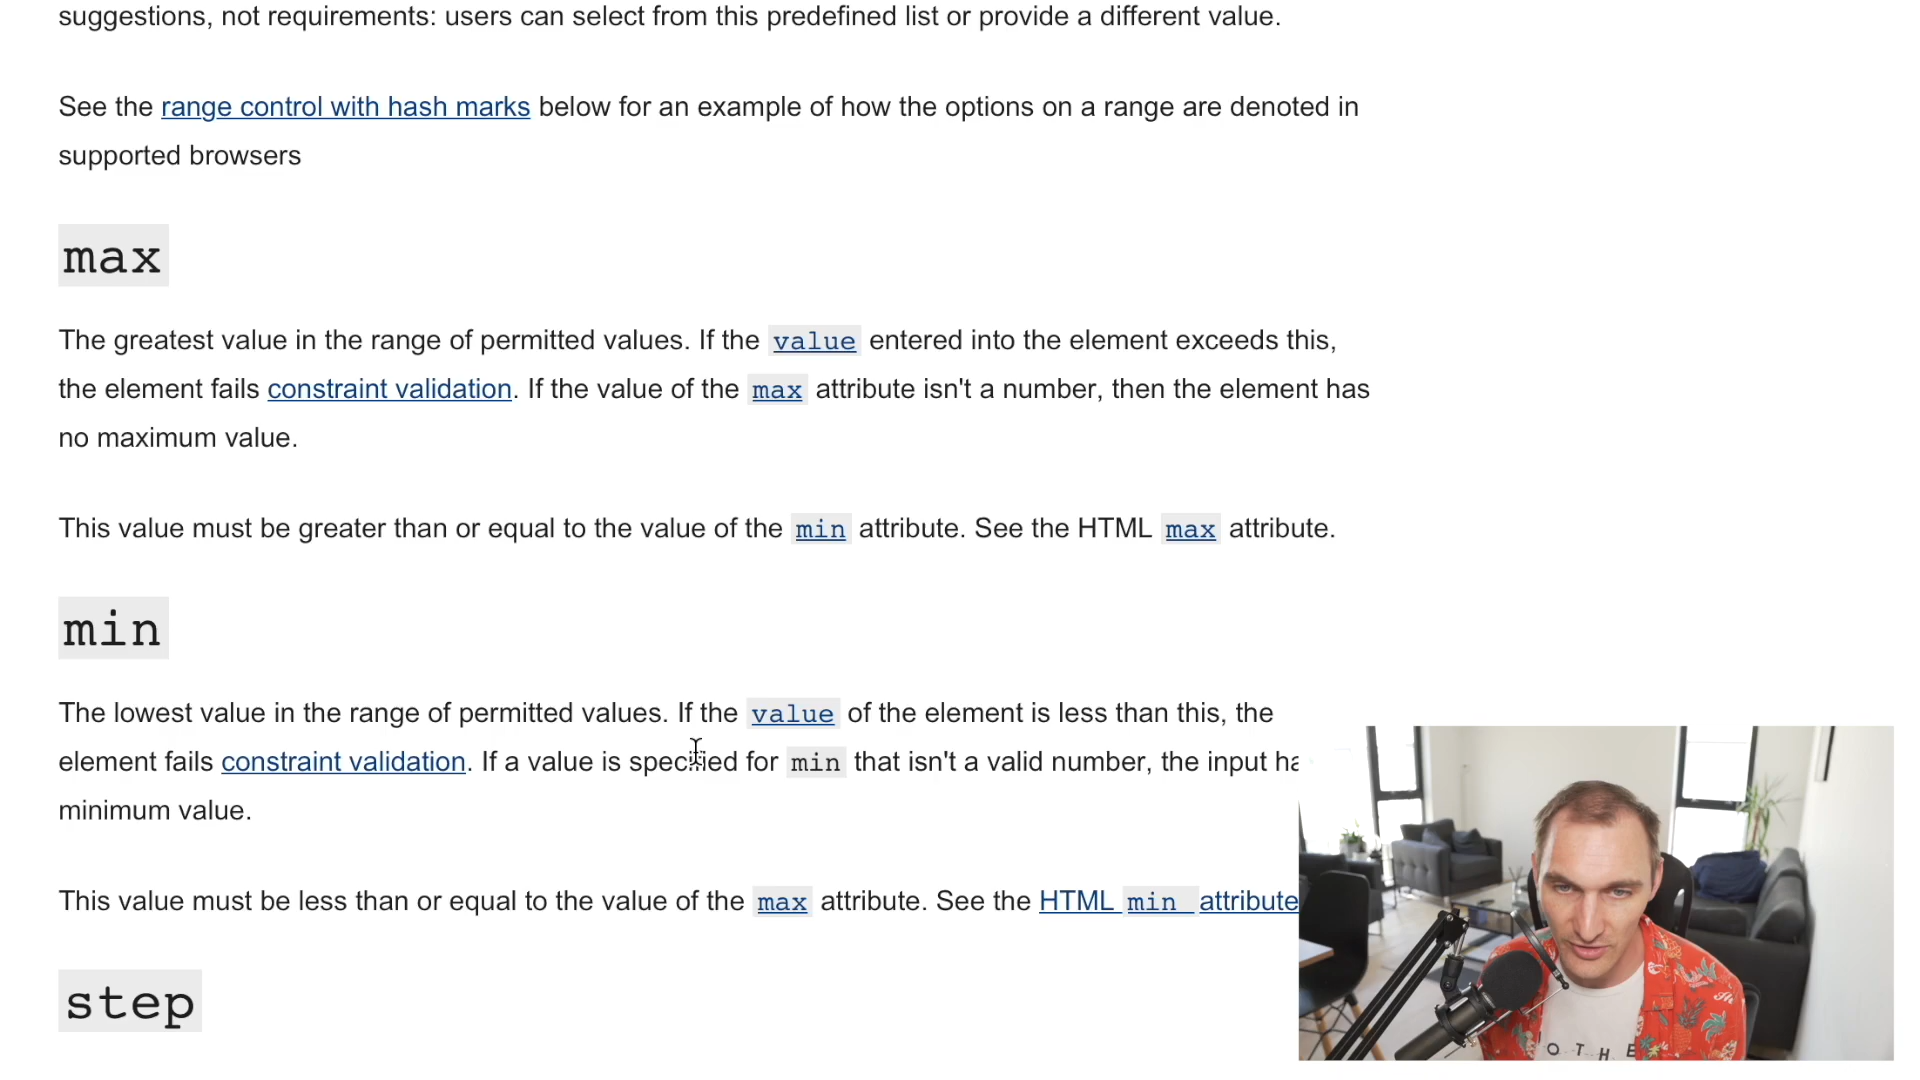 suggestions, not requirements: users can select from this predefined list or provide a different value.
See the range control with hash marks below for an example of how the options on a range are denoted in
supported browsers
max
The greatest value in the range of permitted values. If the value entered into the element exceeds this,
the element fails constraint validation. If the value of the max attribute isn't a number, then the element has
no maximum value.
This value must be greater than or equal to the value of the min attribute. See the HTML max attribute.
min
The lowest value in the range of permitted values. If the value of the element is less than this, the
element fails constraint validation. If a value is specified for min that isn't a valid number, the input ha
minimum value.
This value must be less than or equal to the value of the max attribute. See the HTML min attribute
step
OTHE